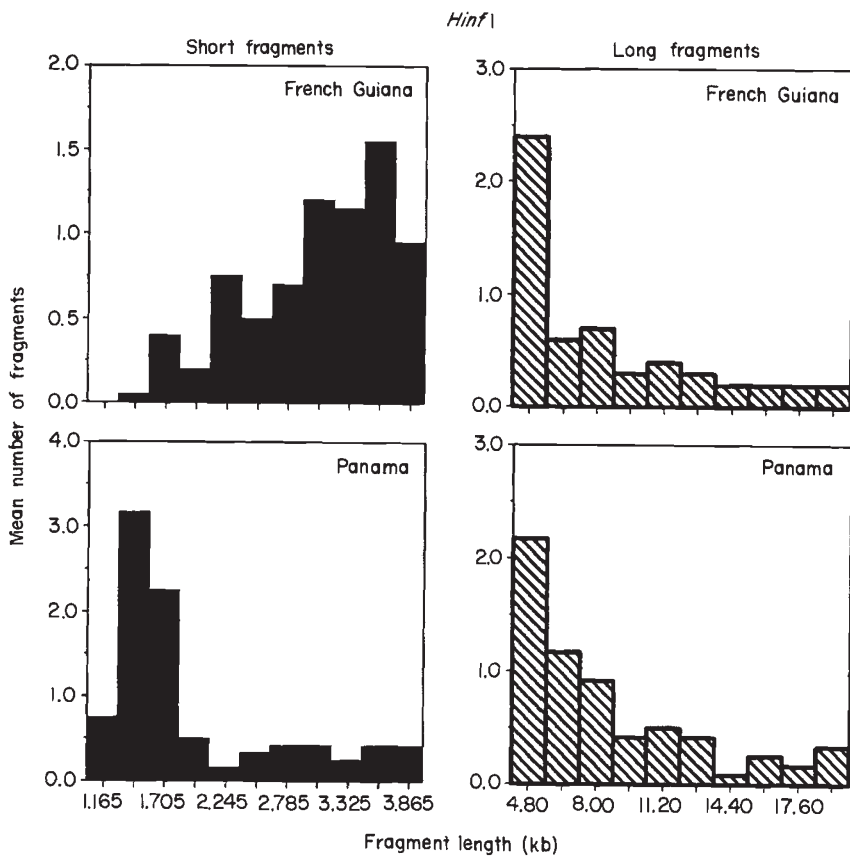 Hinf I
Short fragments
Long fragments
French Guiana
French Guiana
2.0
1.5
1.0
0.5
0.0
3.0
2.0
1.0
0.0
Panama
Panama
4.0
3.0
2.0
1.0
0.0
3.0
2.0
1.0
0.0
1.165 1.705 2.245 2.785 3.325 3.865
4.80 8.00 11.20 14.40 17.60
Mean number of fragments
Fragment length (kb)